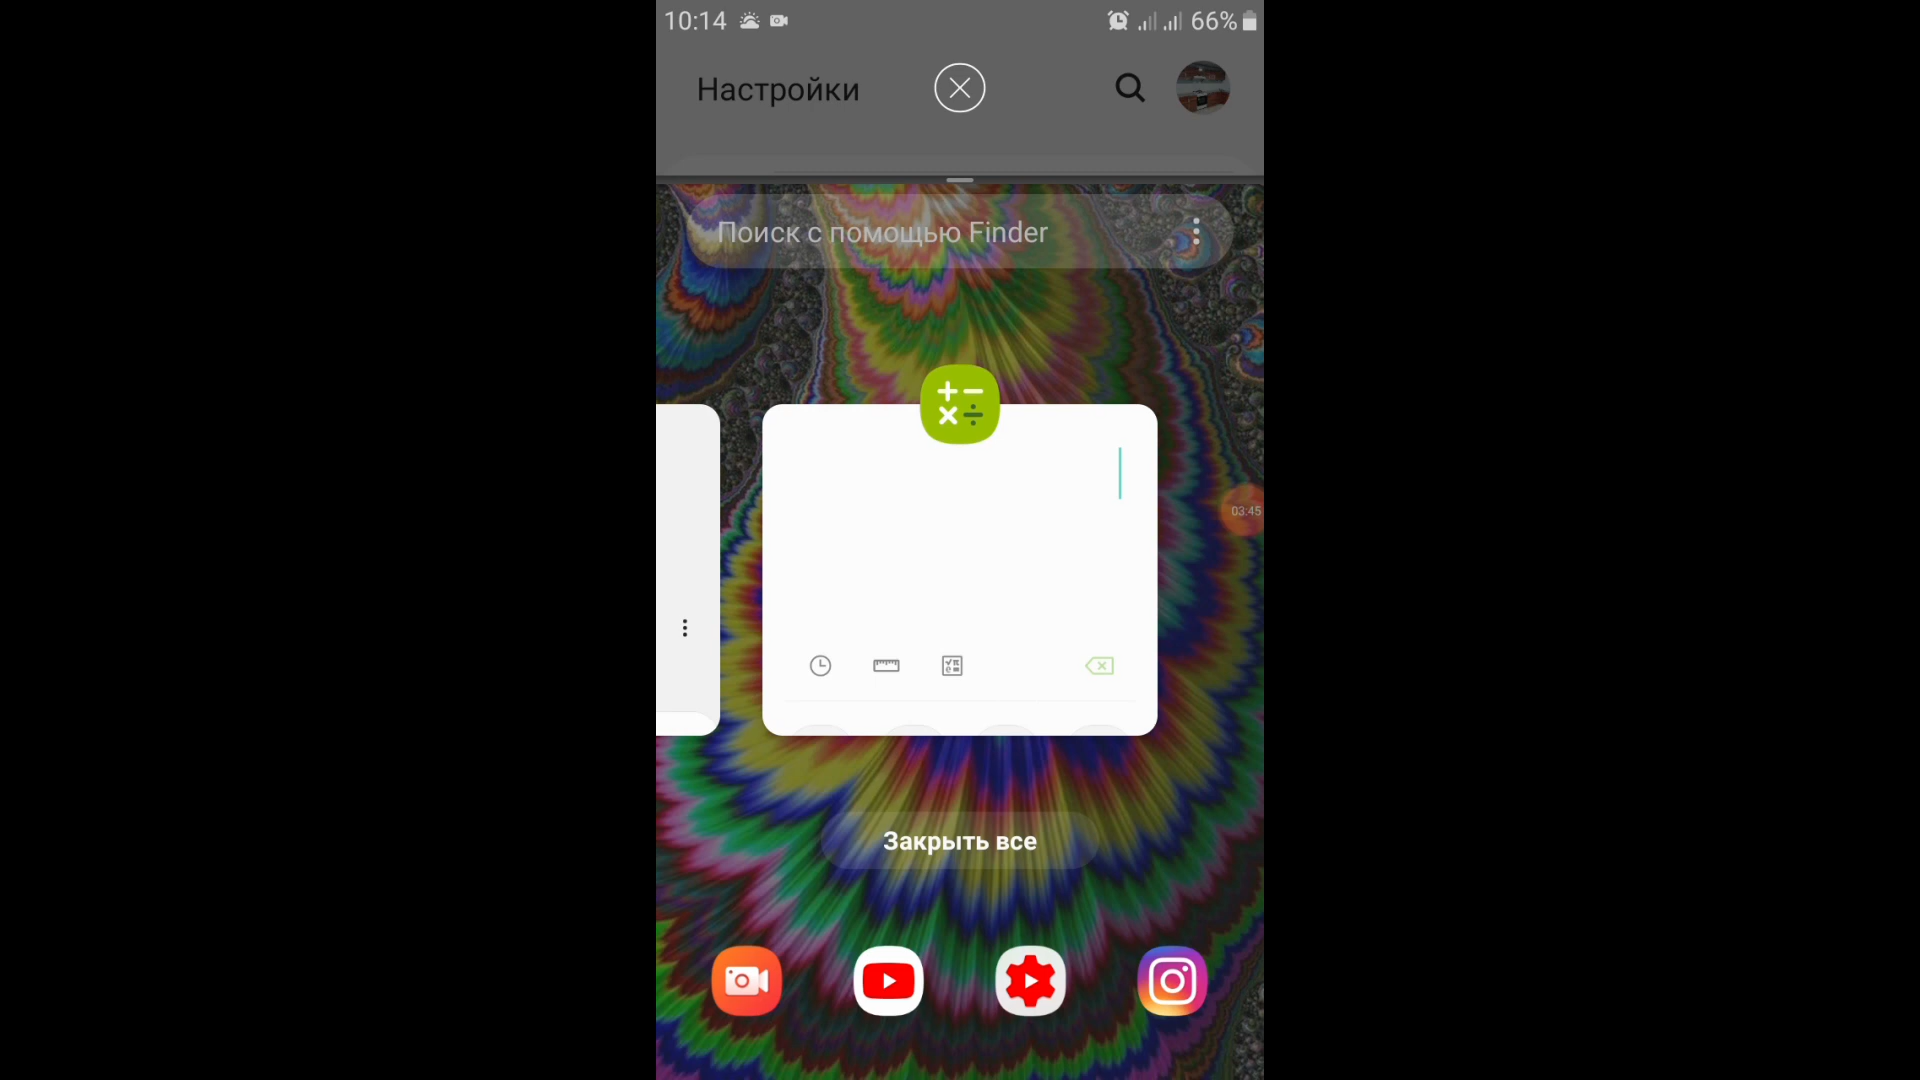 10:14 66%
Настройки
Поиск с помощью Finder
03:45
Закрыть все